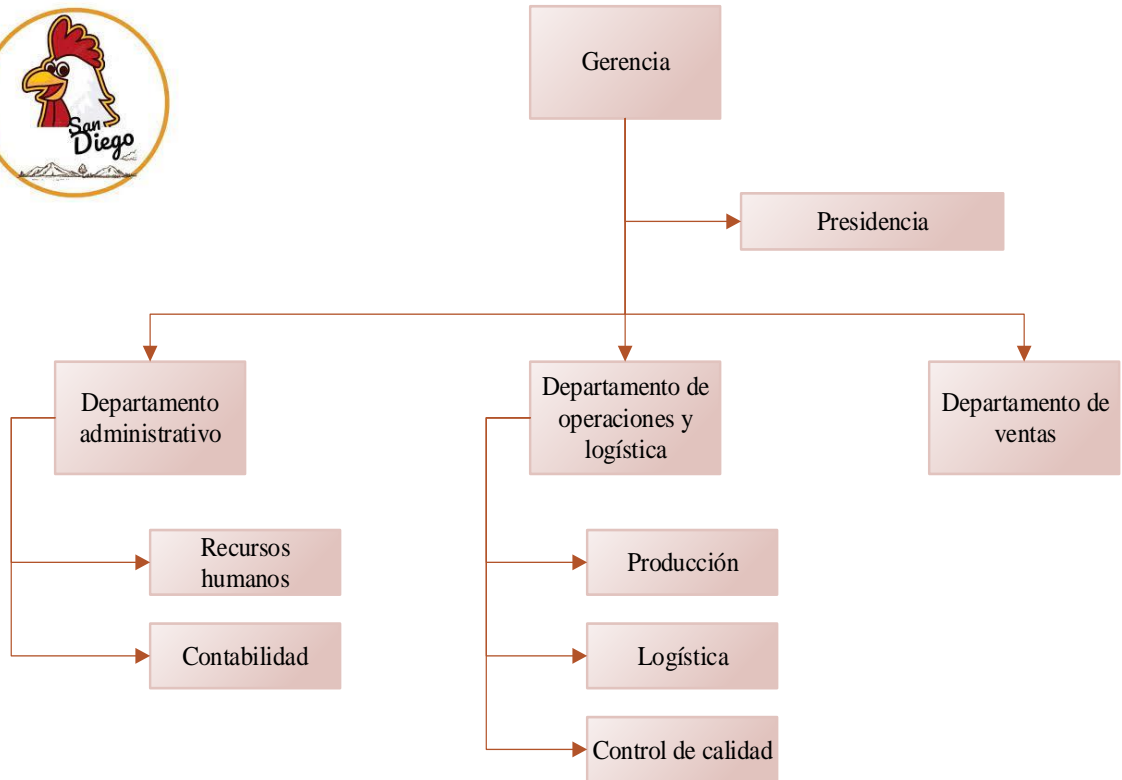 San
Diego
Gerencia
Presidencia
Departamento
administrativo
Departamento de
operaciones y
logística
Departamento de
ventas
Recursos
humanos
Contabilidad
Producción
Logística
Control de calidad